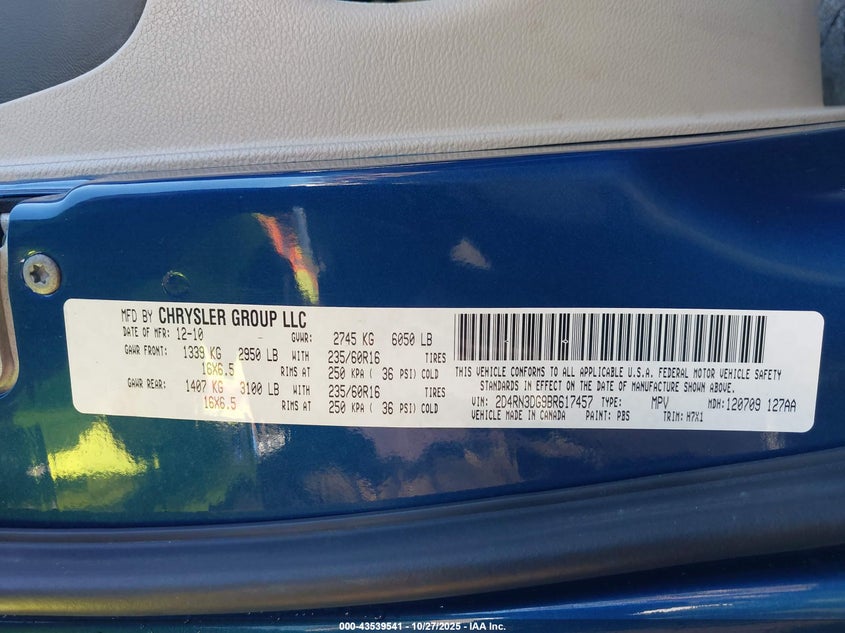 MFD BY CHRYSLER GROUP LLC
DATE OF MFR: 12-10 GVWR: 2745 KG 6050 LB
GAWR FRONT: 1339 KG 2950 LB WITH 235/60R16 TIRES
16X6.5 RIMS AT 250 KPA ( 36 PSI) COLD
GAWR REAR: 1407 KG 3100 LB WITH 235/60R16 TIRES
16X6.5 RIMS AT 250 KPA ( 36 PSI) COLD
THIS VEHICLE CONFORMS TO ALL APPLICABLE U.S.A. FEDERAL MOTOR VEHICLE SAFETY
STANDARDS IN EFFECT ON THE DATE OF MANUFACTURE SHOWN ABOVE.
VIN: 2D4RN3DG9BR617457 TYPE: MPV MDH: 120709 127AA
VEHICLE MADE IN CANADA PAINT: PBS TRIM: H7X1
000-43539541 | 10/27/2025 - IAA Inc.